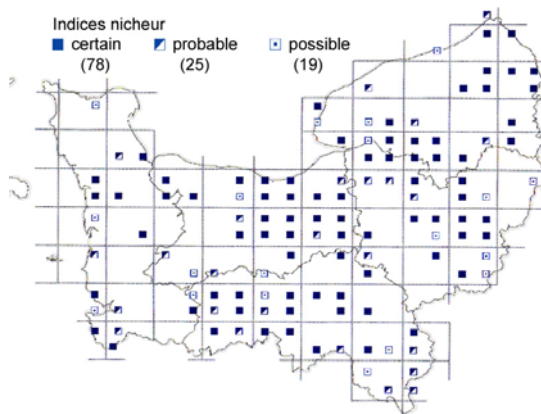 Indices nicheur
certain probable possible
(78) (25) (19)